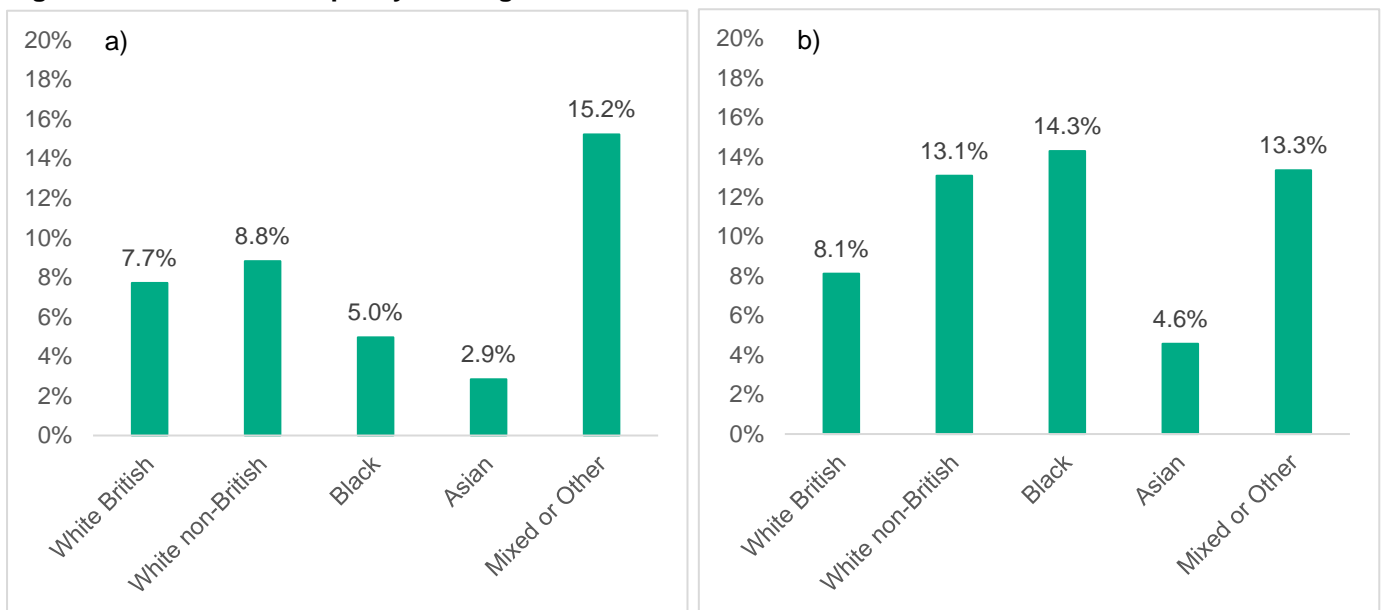 a)
20%
18%
16%
14%
12%
10%
8%
6%
4%
2%
0%
7.7%
8.8%
5.0%
2.9%
15.2%
White British
White non-British
Black
Asian
Mixed or Other
b)
20%
18%
16%
14%
12%
10%
8%
6%
4%
2%
0%
8.1%
13.1%
14.3%
4.6%
13.3%
White British
White non-British
Black
Asian
Mixed or Other